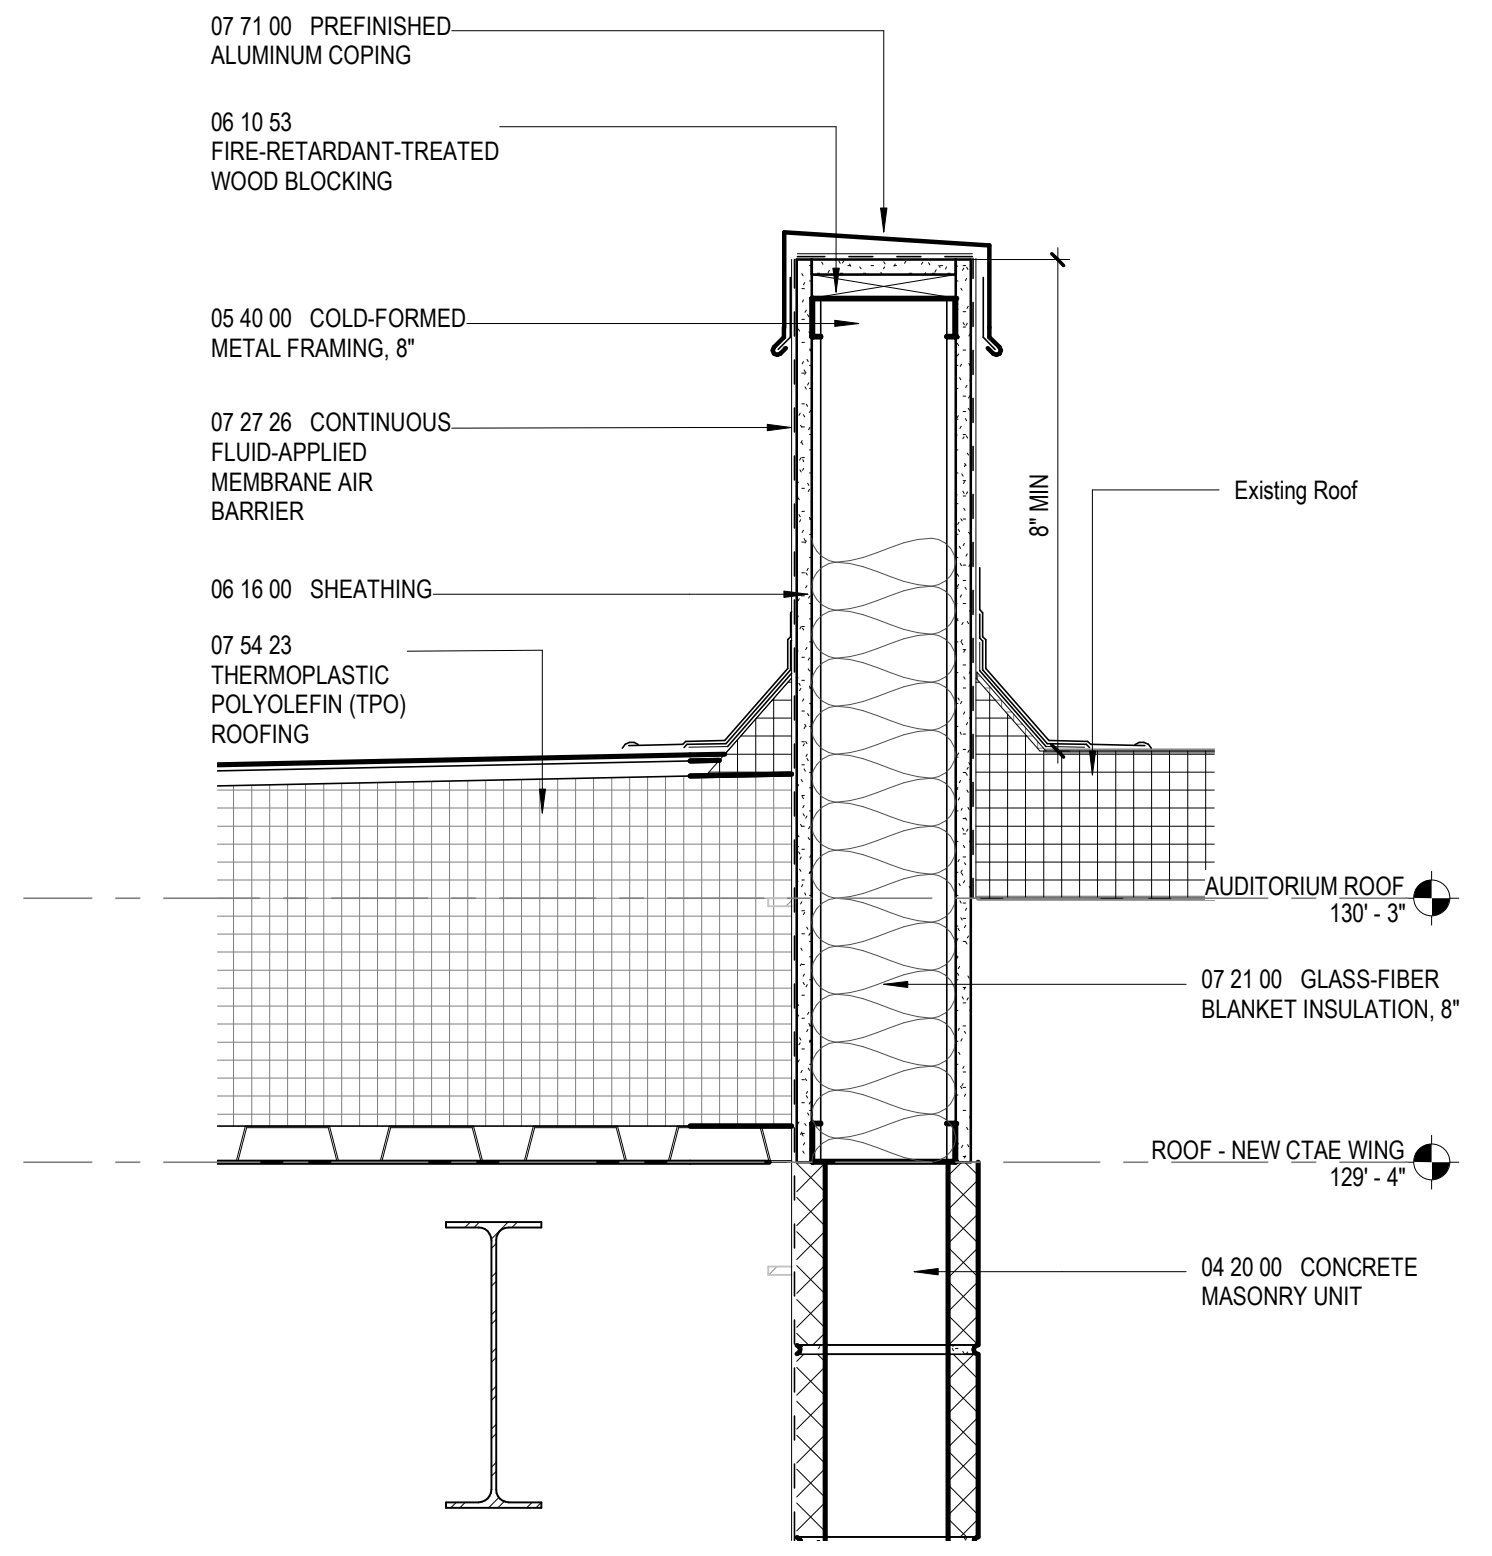 07 71 00 PREFINISHED
ALUMINUM COPING
06 10 53
FIRE-RETARDANT-TREATED
WOOD BLOCKING
05 40 00 COLD-FORMED
METAL FRAMING, 8"
07 27 26 CONTINUOUS
FLUID-APPLIED
MEMBRANE AIR
BARRIER
06 16 00 SHEATHING
07 54 23
THERMOPLASTIC
POLYOLEFIN (TPO)
ROOFING
8" MIN
Existing Roof
AUDITORIUM ROOF
130' - 3"
07 21 00 GLASS-FIBER
BLANKET INSULATION, 8"
ROOF - NEW CTAE WING
129' - 4"
04 20 00 CONCRETE
MASONRY UNIT